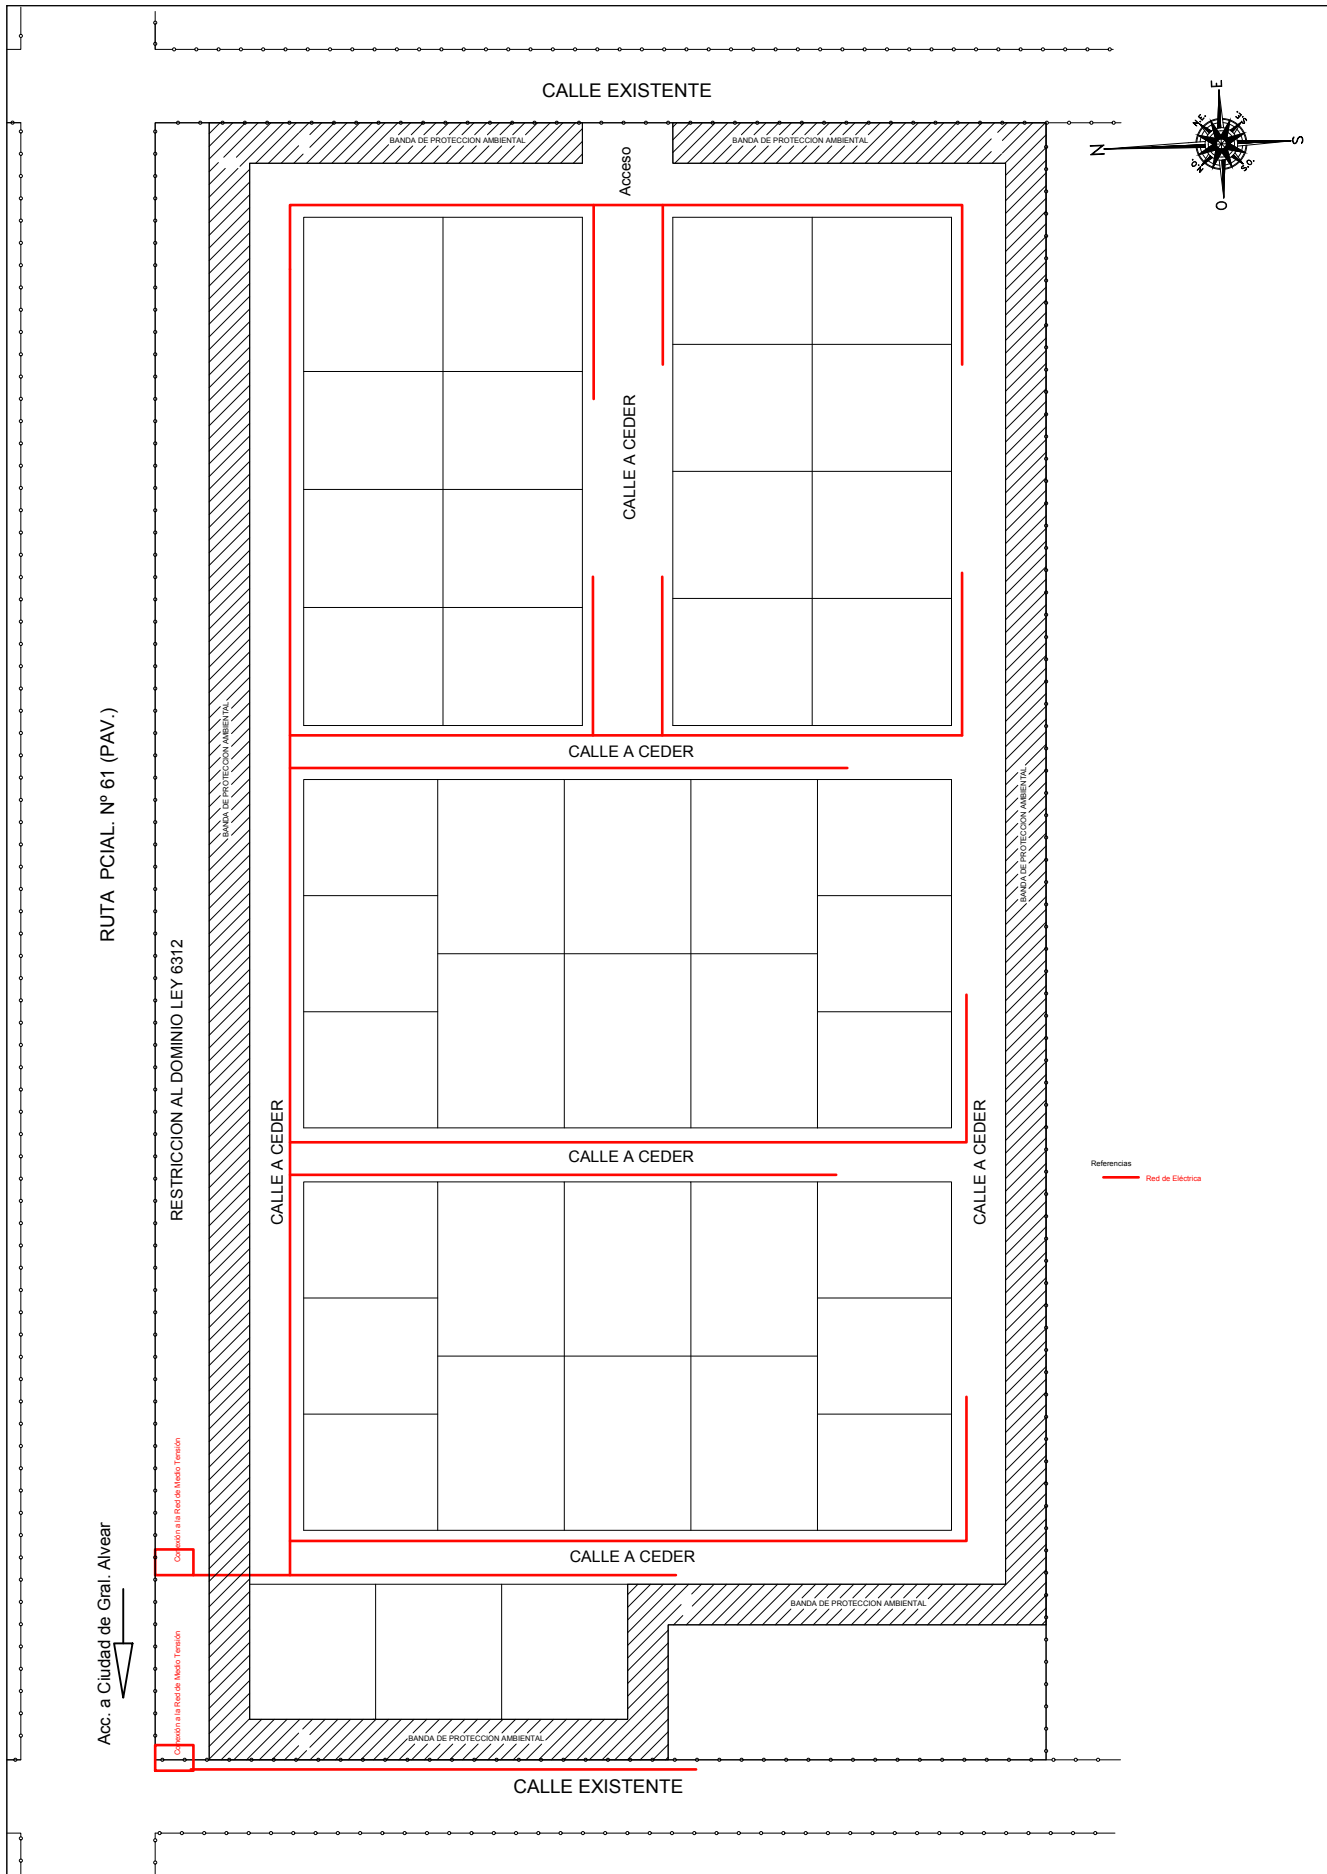 CALLE EXISTENTE
BANDA DE PROTECCION AMBIENTAL
BANDA DE PROTECCION AMBIENTAL
Acceso
E
N.E.
S.E.
N
S
N.O.
S.O.
O
CALLE A CEDER
RUTA PCIAL. Nº 61 (PAV.)
BANDA DE PROTECCION AMBIENTAL
CALLE A CEDER
BANDA DE PROTECCION AMBIENTAL
RESTRICCION AL DOMINIO LEY 6312
CALLE A CEDER
CALLE A CEDER
CALLE A CEDER
Referencias
Red de Eléctrica
Conexión a la Red de Medio Tensión
CALLE A CEDER
Acc. a Ciudad de Gral. Alvear
BANDA DE PROTECCION AMBIENTAL
Conexión a la Red de Medio Tensión
BANDA DE PROTECCION AMBIENTAL
CALLE EXISTENTE